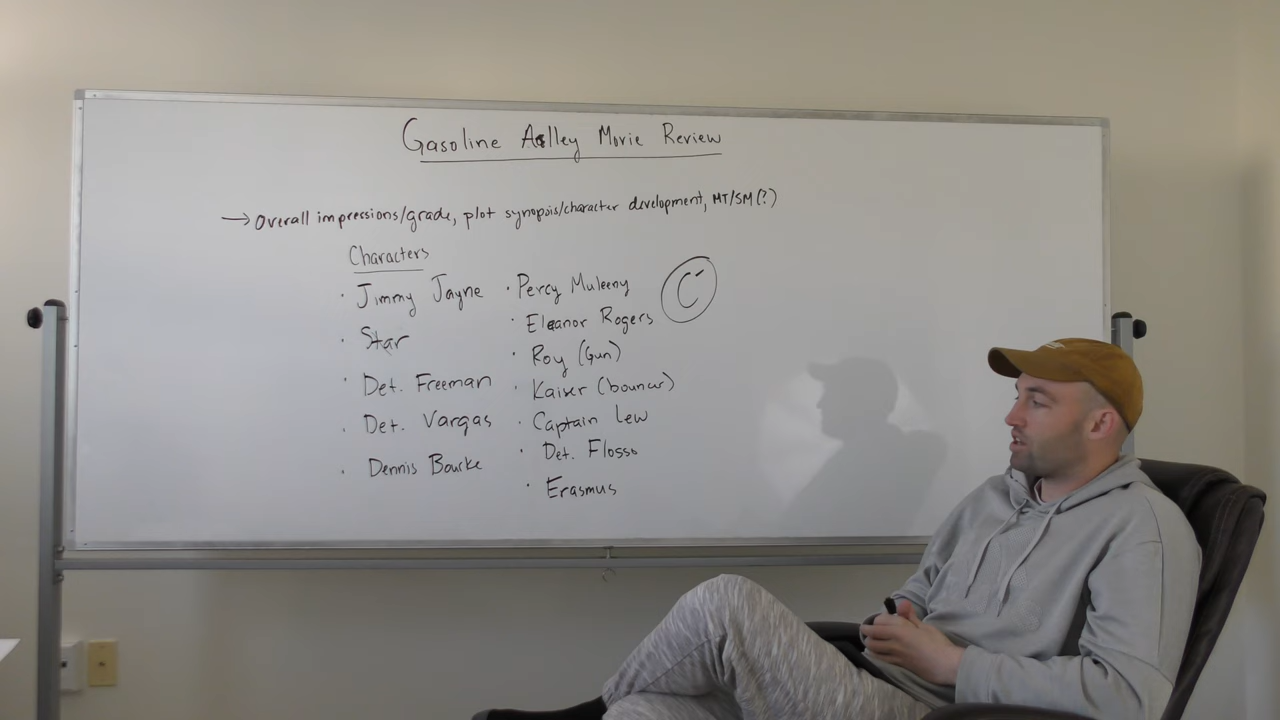 Gasoline Alley Movie Review
→ Overall impressions/grade, plot synopsis/character development, MT/SM(?)
Characters
· Jimmy Jayne
· Star
· Det. Freeman
· Det. Vargas
· Dennis Bourke
· Percy Muleeny
· Eleanor Rogers
· Roy (Gun)
· Kaiser (bouncer)
· Captain Lew
· Det. Flosso
· Erasmus
C-